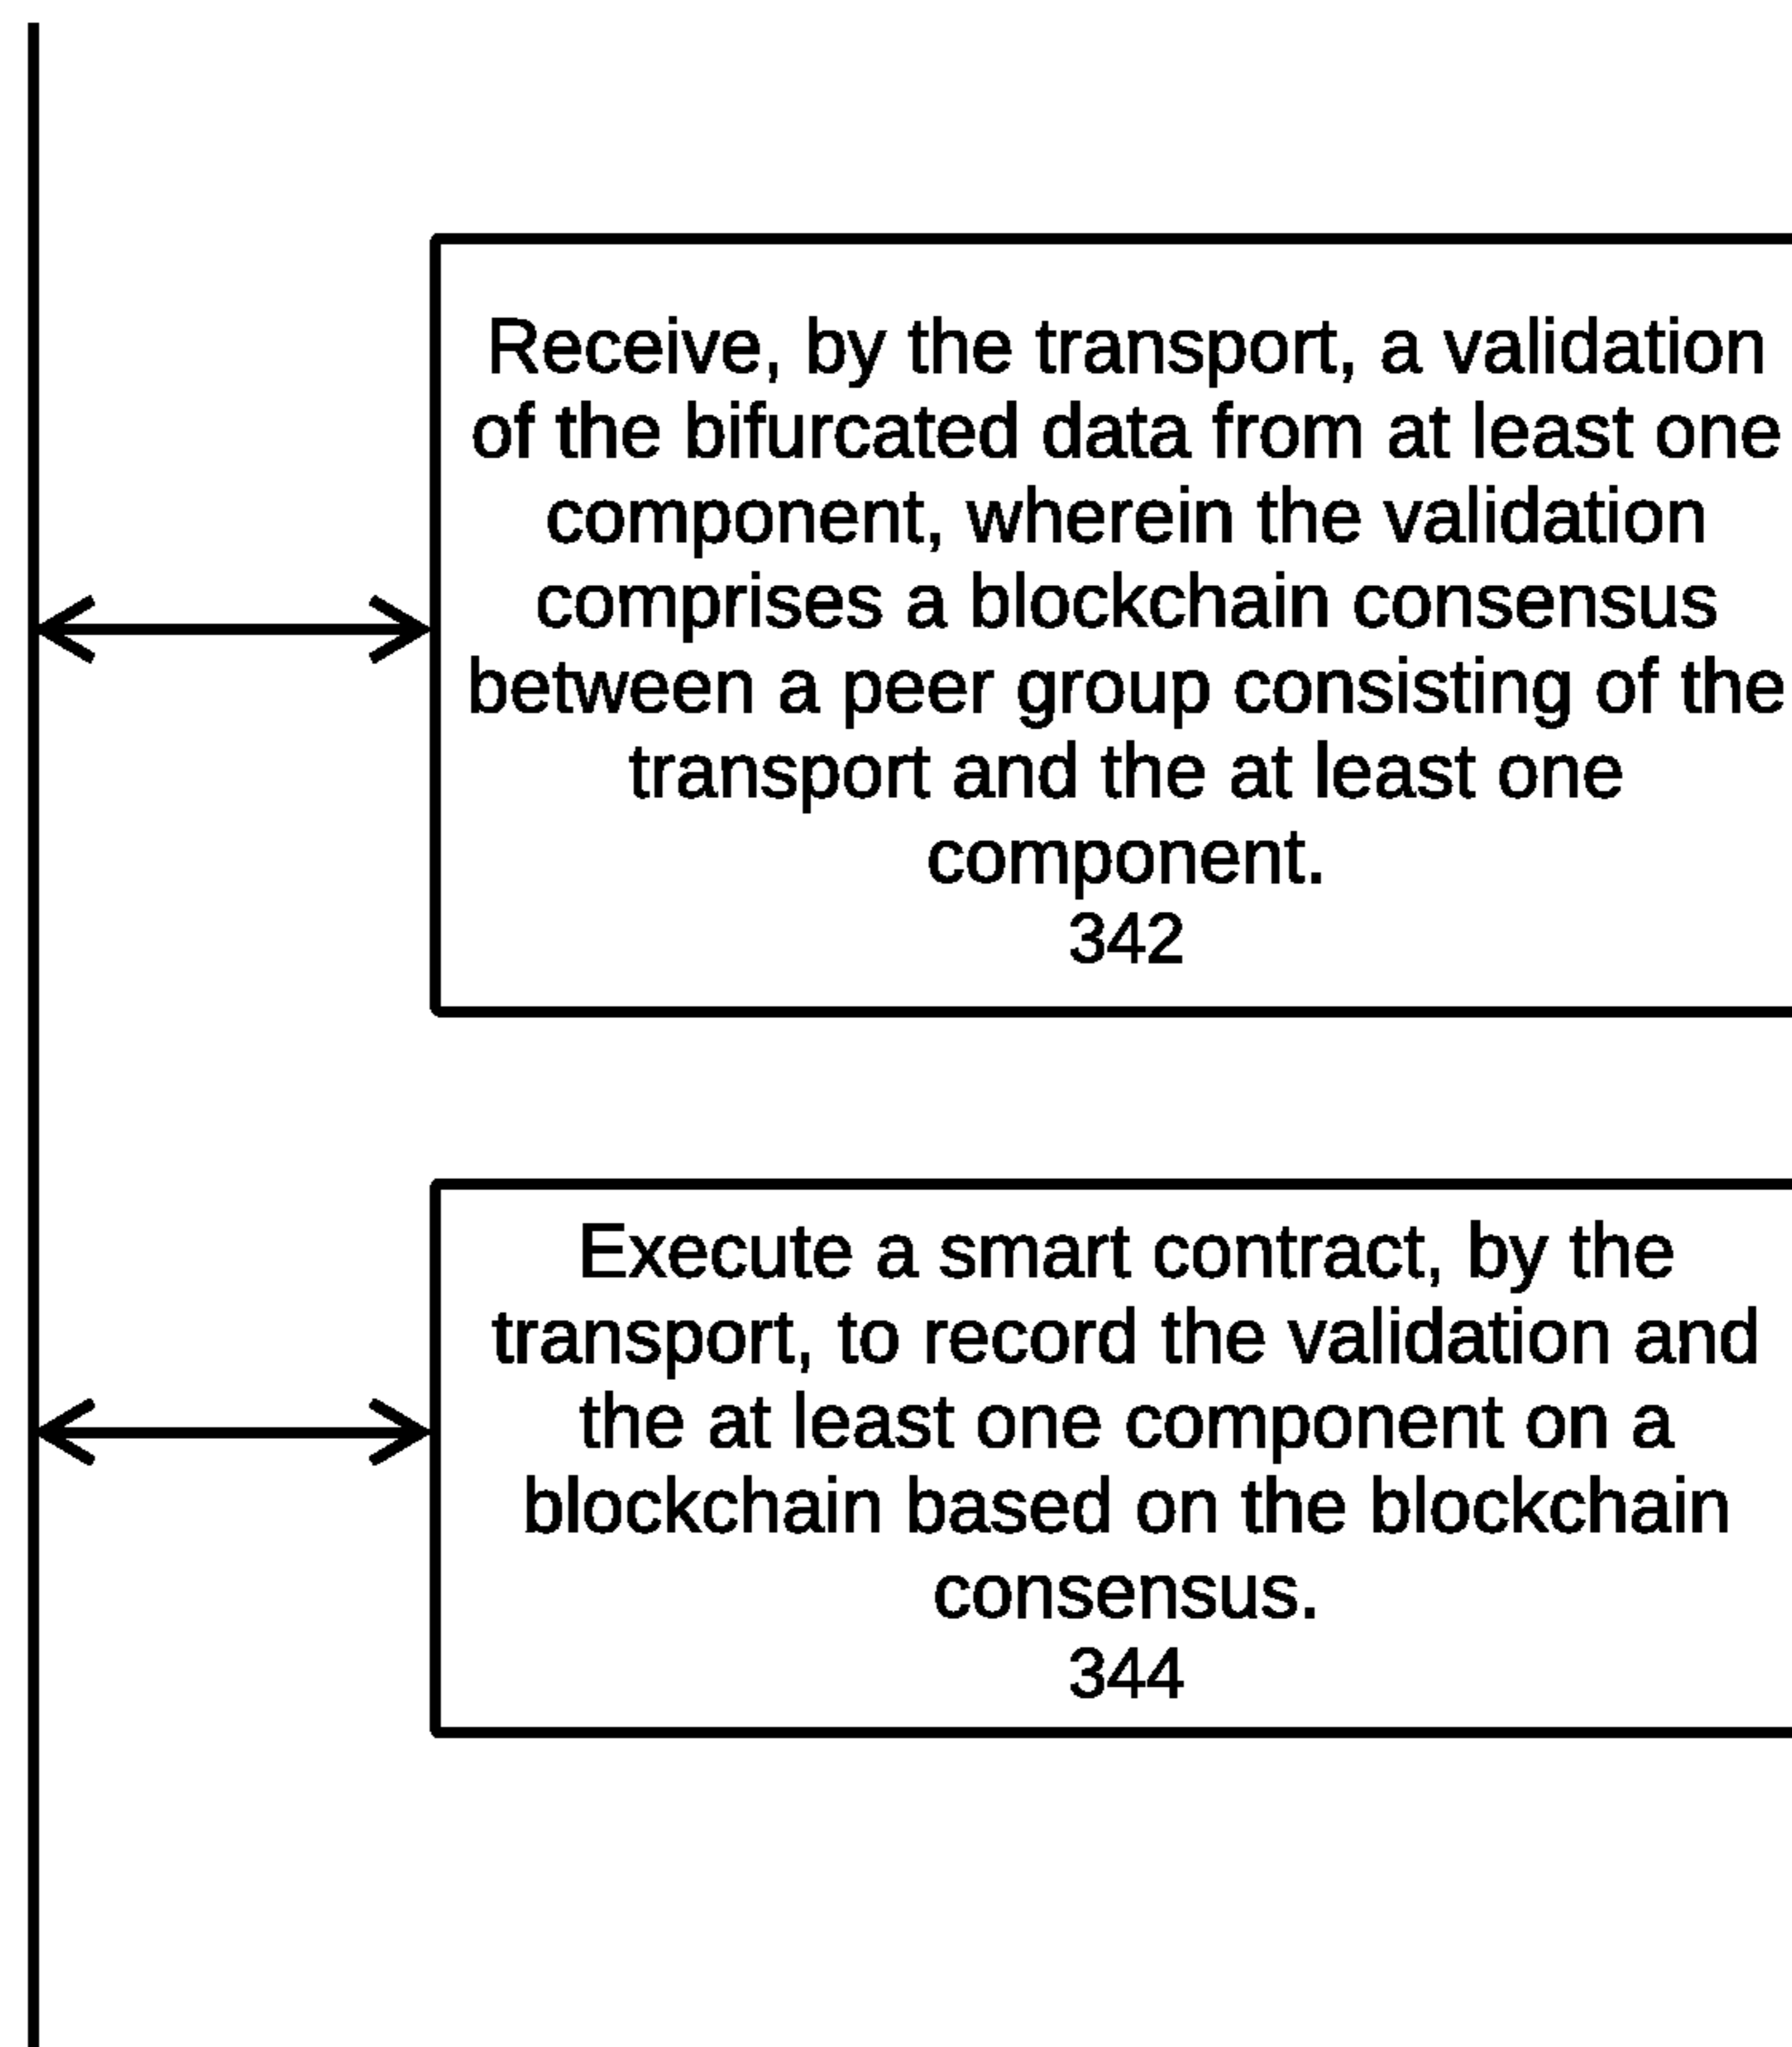 Receive, by the transport, a validation
of the bifurcated data from at least one
component, wherein the validation
comprises a blockchain consensus
between a peer group consisting of the
transport and the at least one
component.
342
Execute a smart contract, by the
transport, to record the validation and
the at least one component on a
blockchain based on the blockchain
consensus.
344